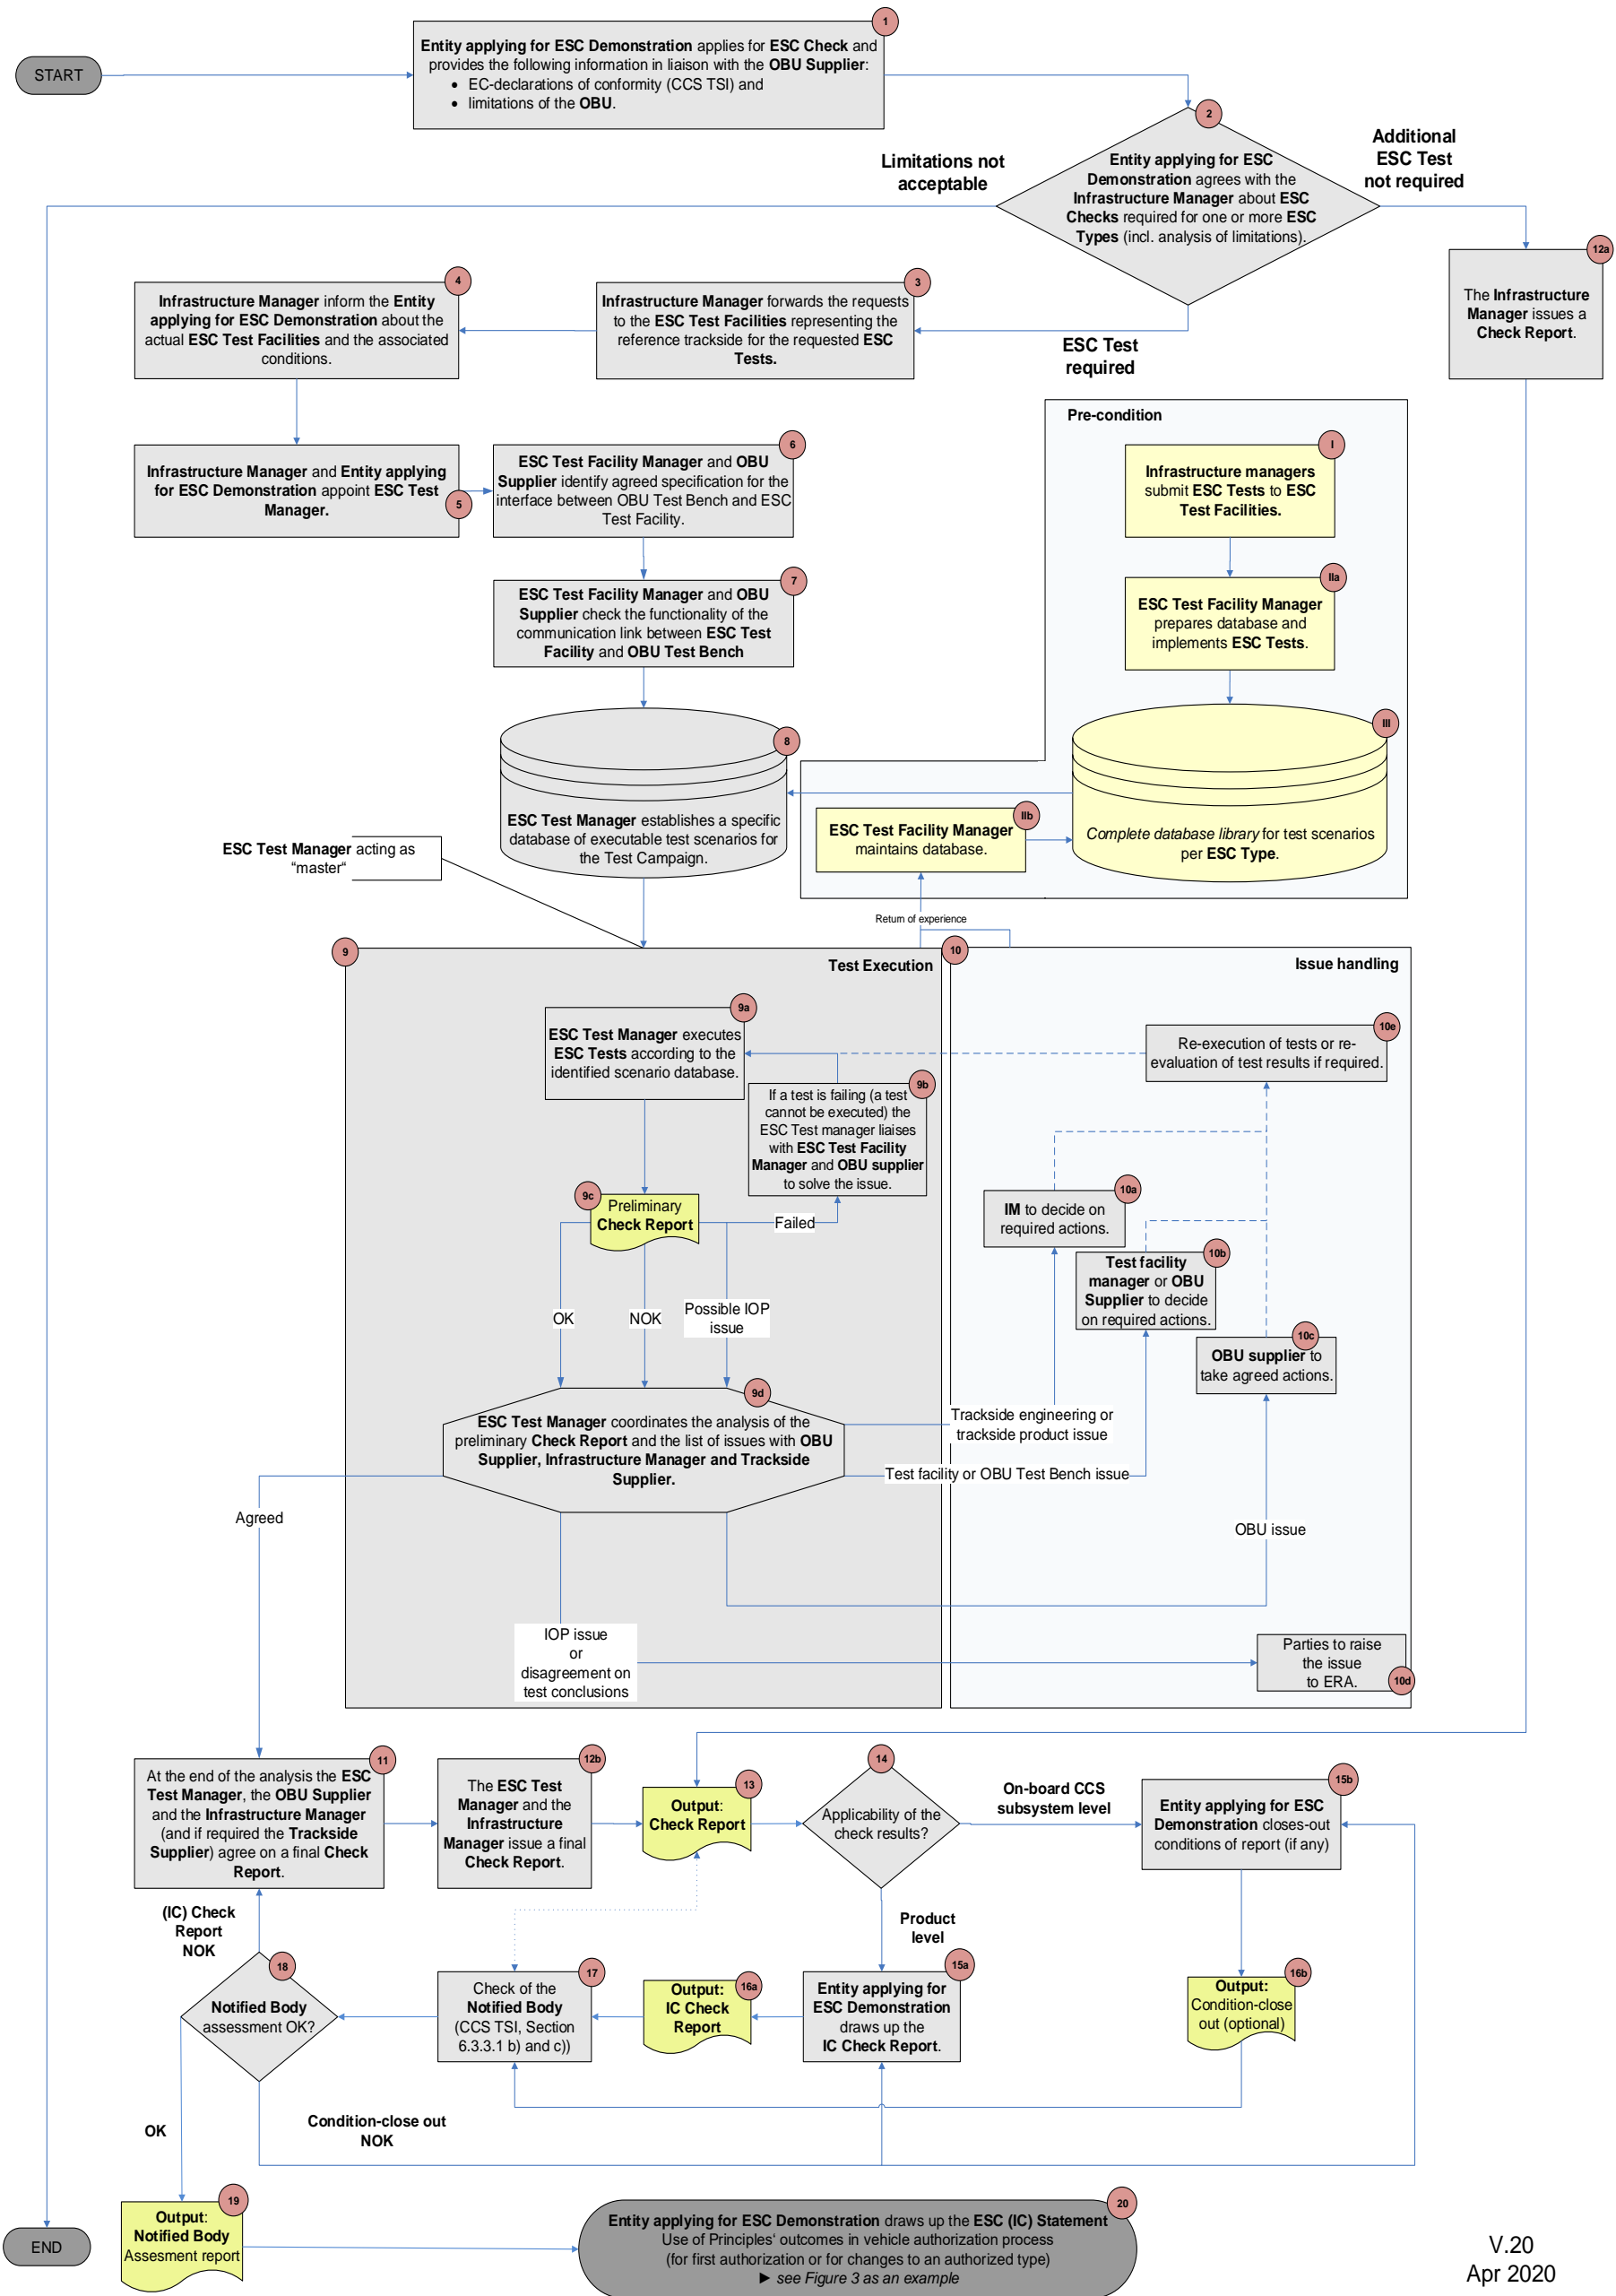 START
1
Entity applying for ESC Demonstration applies for ESC Check and
provides the following information in liaison with the OBU Supplier:
• EC-declarations of conformity (CCS TSI) and
• limitations of the OBU.
2
Entity applying for ESC
Demonstration agrees with the
Infrastructure Manager about ESC
Checks required for one or more ESC
Types (incl. analysis of limitations).
Limitations not
acceptable
Additional
ESC Test
not required
12a
The Infrastructure
Manager issues a
Check Report.
ESC Test
required
3
Infrastructure Manager forwards the requests
to the ESC Test Facilities representing the
reference trackside for the requested ESC
Tests.
4
Infrastructure Manager inform the Entity
applying for ESC Demonstration about the
actual ESC Test Facilities and the associated
conditions.
Infrastructure Manager and Entity applying
for ESC Demonstration appoint ESC Test
Manager.
5
6
ESC Test Facility Manager and OBU
Supplier identify agreed specification for the
interface between OBU Test Bench and ESC
Test Facility.
7
ESC Test Facility Manager and OBU
Supplier check the functionality of the
communication link between ESC Test
Facility and OBU Test Bench
Pre-condition
I
Infrastructure managers
submit ESC Tests to ESC
Test Facilities.
IIa
ESC Test Facility Manager
prepares database and
implements ESC Tests.
III
Complete database library for test scenarios
per ESC Type.
IIb
ESC Test Facility Manager
maintains database.
8
ESC Test Manager establishes a specific
database of executable test scenarios for
the Test Campaign.
ESC Test Manager acting as
“master“
Return of experience
9
Test Execution
9a
ESC Test Manager executes
ESC Tests according to the
identified scenario database.
9b
If a test is failing (a test
cannot be executed) the
ESC Test manager liaises
with ESC Test Facility
Manager and OBU supplier
to solve the issue.
9c
Preliminary
Check Report
Failed
OK
NOK
Possible IOP
issue
9d
ESC Test Manager coordinates the analysis of the
preliminary Check Report and the list of issues with OBU
Supplier, Infrastructure Manager and Trackside
Supplier.
Agreed
IOP issue
or
disagreement on
test conclusions
10
Issue handling
10e
Re-execution of tests or re-
evaluation of test results if required.
10a
IM to decide on
required actions.
10b
Test facility
manager or OBU
Supplier to decide
on required actions.
10c
OBU supplier to
take agreed actions.
Trackside engineering or
trackside product issue
Test facility or OBU Test Bench issue
OBU issue
Parties to raise
the issue
to ERA.
10d
11
At the end of the analysis the ESC
Test Manager, the OBU Supplier
and the Infrastructure Manager
(and if required the Trackside
Supplier) agree on a final Check
Report.
12b
The ESC Test
Manager and the
Infrastructure
Manager issue a final
Check Report.
13
Output:
Check Report
14
Applicability of the
check results?
On-board CCS
subsystem level
15b
Entity applying for ESC
Demonstration closes-out
conditions of report (if any)
Product
level
15a
Entity applying for
ESC Demonstration
draws up the
IC Check Report.
16b
Output:
Condition-close
out (optional)
16a
Output:
IC Check
Report
17
Check of the
Notified Body
(CCS TSI, Section
6.3.3.1 b) and c))
(IC) Check
Report
NOK
18
Notified Body
assessment OK?
OK
Condition-close out
NOK
19
Output:
Notified Body
Assesment report
END
20
Entity applying for ESC Demonstration draws up the ESC (IC) Statement
Use of Principles‘ outcomes in vehicle authorization process
(for first authorization or for changes to an authorized type)
► see Figure 3 as an example
V.20
Apr 2020